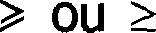 ⩾ ou ≥